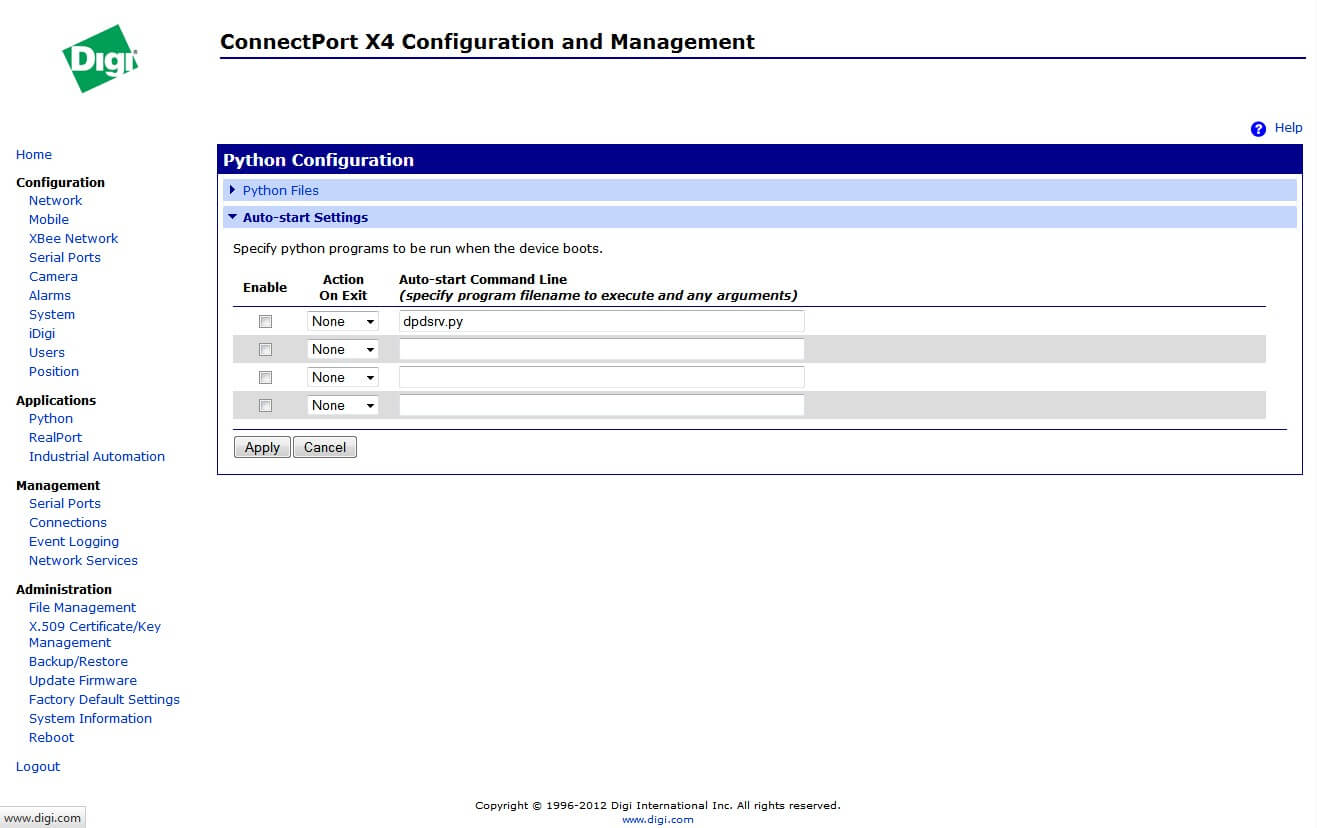 Digi
ConnectPort X4 Configuration and Management
? Help
Home
Configuration
Network
Mobile
XBee Network
Serial Ports
Camera
Alarms
System
iDigi
Users
Position
Applications
Python
RealPort
Industrial Automation
Management
Serial Ports
Connections
Event Logging
Network Services
Administration
File Management
X.509 Certificate/Key
Management
Backup/Restore
Update Firmware
Factory Default Settings
System Information
Reboot
Logout
Python Configuration
Python Files
Auto-start Settings
Specify python programs to be run when the device boots.
Enable Action On Exit Auto-start Command Line
(specify program filename to execute and any arguments)
None dpdsrv.py
None
None
None
Apply Cancel
Copyright © 1996-2012 Digi International Inc. All rights reserved.
www.digi.com
www.digi.com